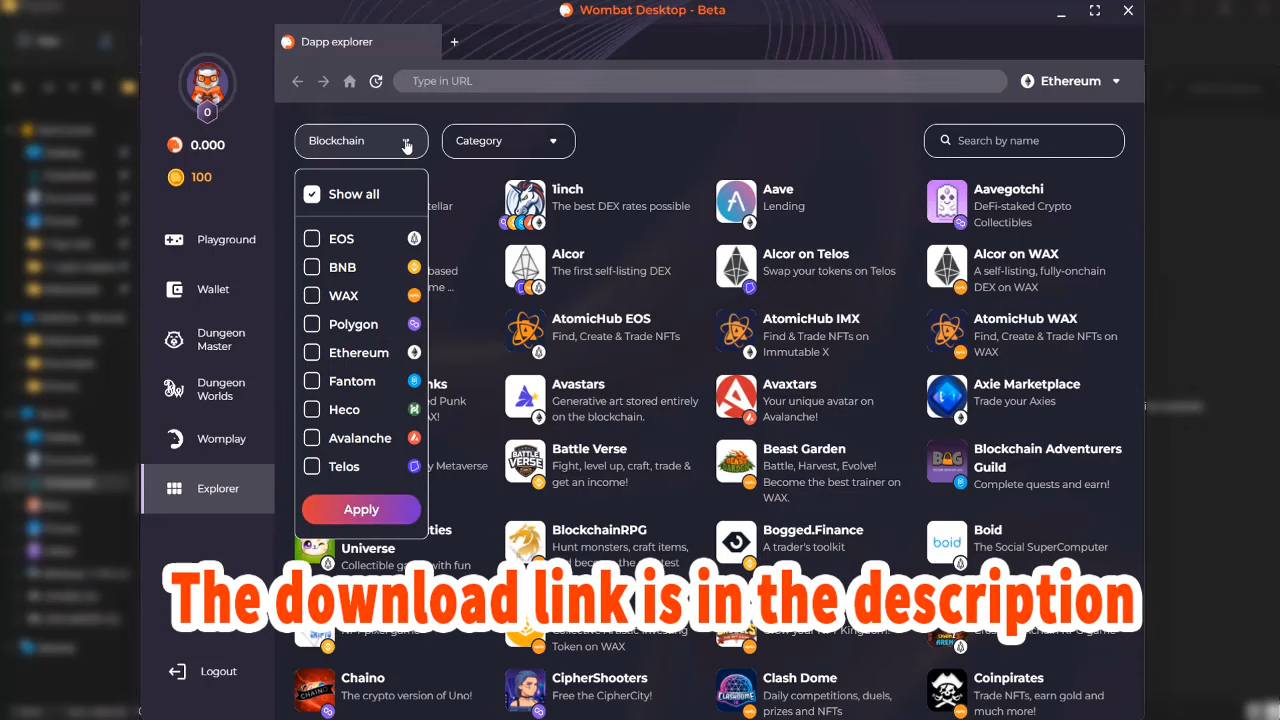 Wombat Desktop - Beta
Dapp explorer
Type in URL
Ethereum
0
0.000
100
Playground
Wallet
Dungeon
Master
Dungeon
Worlds
Womplay
Explorer
Logout
Blockchain
Category
Search by name
Show all
EOS
BNB
WAX
Polygon
Ethereum
Fantom
Heco
Avalanche
Telos
Apply
1inch
The best DEX rates possible
Aave
Lending
Aavegotchi
DeFi-staked Crypto
Collectibles
Alcor
The first self-listing DEX
Alcor on Telos
Swap your tokens on Telos
Alcor on WAX
A self-listing, fully-onchain
DEX on WAX
AtomicHub EOS
Find, Create & Trade NFTs
AtomicHub IMX
Find & Trade NFTs on
Immutable X
AtomicHub WAX
Find, Create & Trade NFTs on
WAX
Avastars
Generative art stored entirely
on the blockchain.
Avaxtars
Your unique avatar on
Avalanche!
Axie Marketplace
Trade your Axies
y Metaverse
Battle Verse
Fight, level up, craft, trade &
get an income!
Beast Garden
Battle, Harvest, Evolve!
Become the best trainer on
WAX.
Blockchain Adventurers
Guild
Complete quests and earn!
Universe
Collectible game with fun
BlockchainRPG
Hunt monsters, craft items,
Bogged.Finance
A trader's toolkit
Boid
boid
The Social SuperComputer
The download link is in the description
Token on WAX
Chaino
The crypto version of Uno!
CipherShooters
Free the CipherCity!
Clash Dome
Daily competitions, duels,
prizes and NFTs
Coinpirates
Trade NFTs, earn gold and
much more!